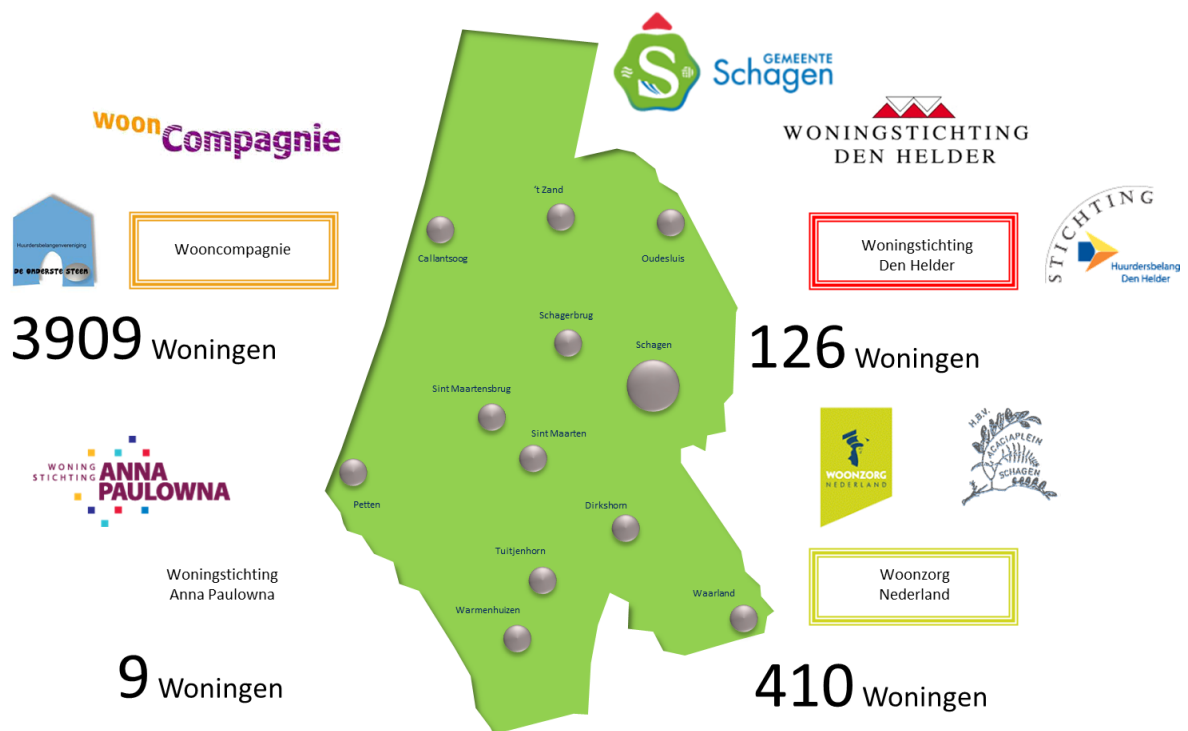 GEMEENTE
Schagen
S
woon
Compagnie
WONINGSTICHTING
DEN HELDER
Huurdersbelangenvereniging
DE ONDERSTE STEEN
Wooncompagnie
3909 Woningen
't Zand
Callantsoog
Oudesluis
Schagerbrug
Schagen
Sint Maartensbrug
Sint Maarten
Petten
Dirkshorn
Tuitjenhorn
Waarland
Warmenhuizen
Woningstichting
Den Helder
STICHTING
Huurdersbelang
Den Helder
126 Woningen
WONING
STICHTING
ANNA
PAULOWNA
Woningstichting
Anna Paulowna
9 Woningen
WOONZORG
NEDERLAND
H.B.V.
ACACIAPLEIN
SCHAGEN
Woonzorg
Nederland
410 Woningen